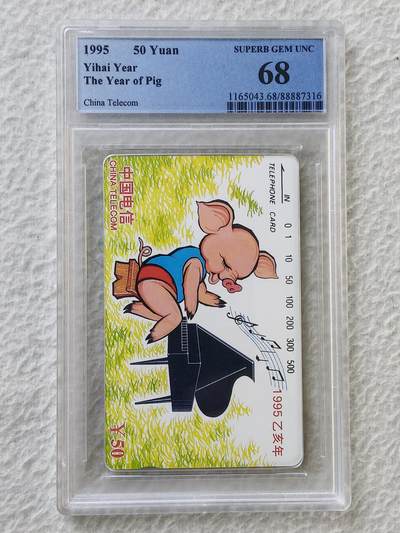 1995 50 Yuan
Yihai Year
The Year of Pig
China Telecom
SUPERB GEM UNC
68
1165043.68/88887316
中国电信
CHINA TELECOM
TELEPHONE CARD
IN 0 1 10 50 100 200 300 500
1995 乙亥年
¥50